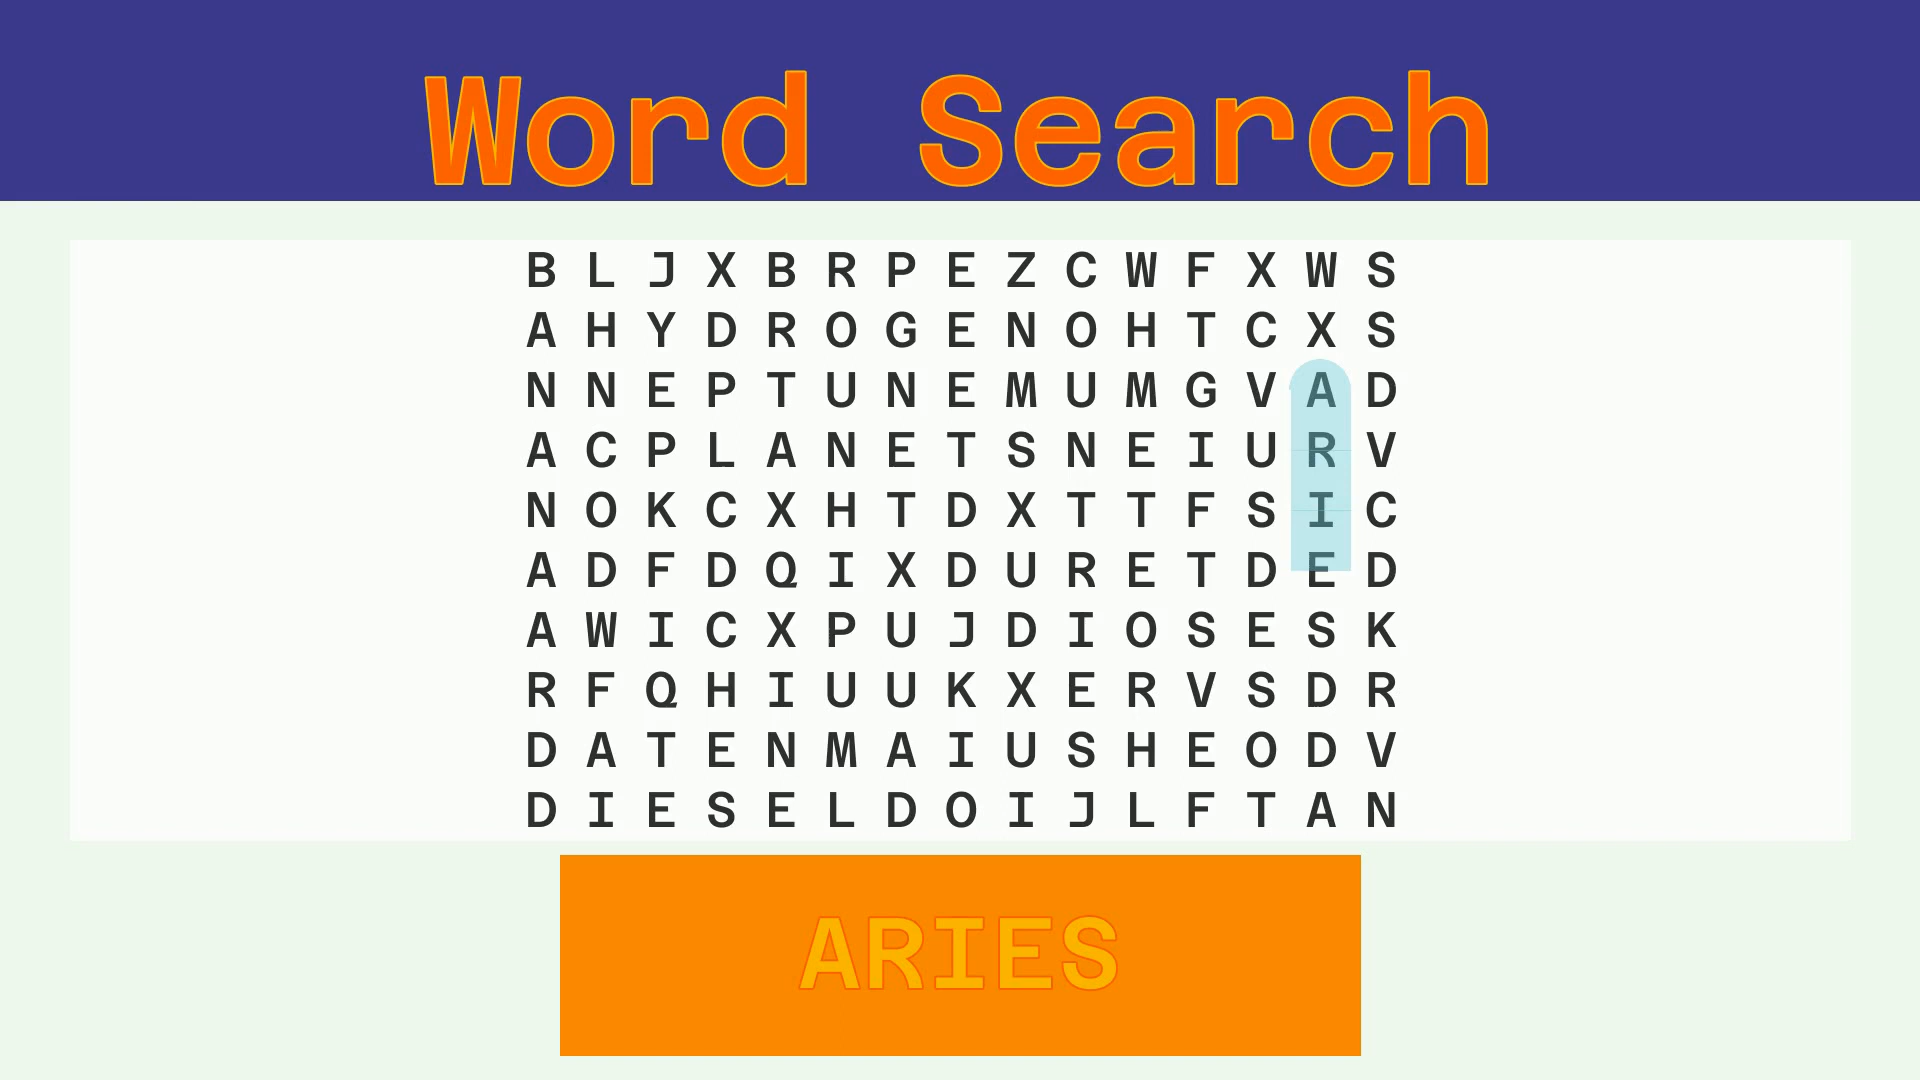 Word Search
B L J X B R P E Z C W F X W S
A H Y D R O G E N O H T C X S
N N E P T U N E M U M G V A D
A C P L A N E T S N E I U R V
N O K C X H T D X T T F S I C
A D F D Q I X D U R E T D E D
A W I C X P U J D I O S E S K
R F Q H I U U K X E R V S D R
D A T E N M A I U S H E O D V
D I E S E L D O I J L F T A N
ARIES